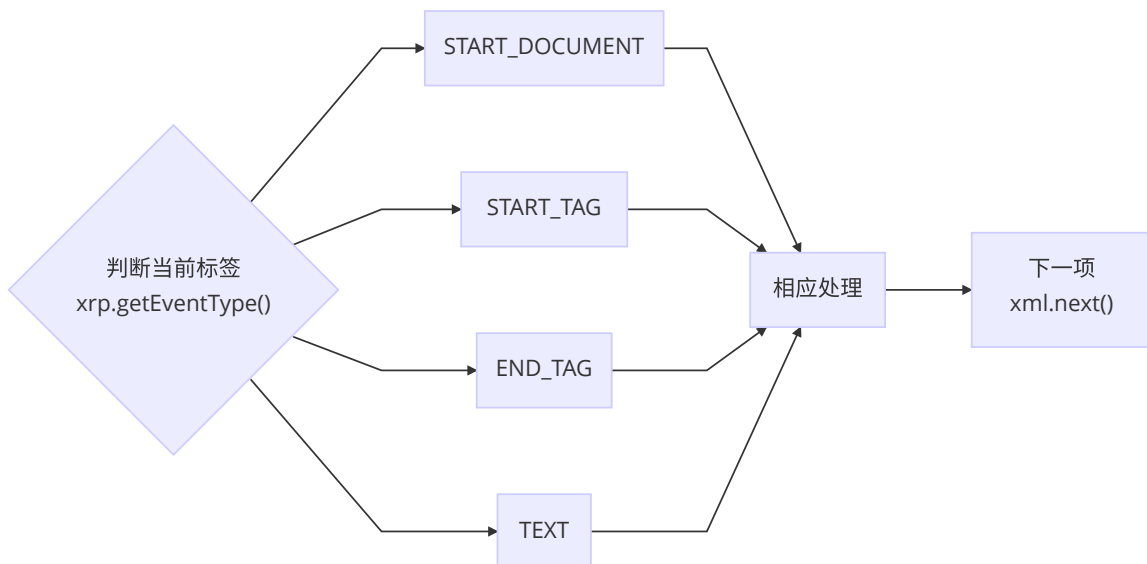 START_DOCUMENT
START_TAG
判断当前标签
xrp.getEventType()
相应处理
下一项
xml.next()
END_TAG
TEXT